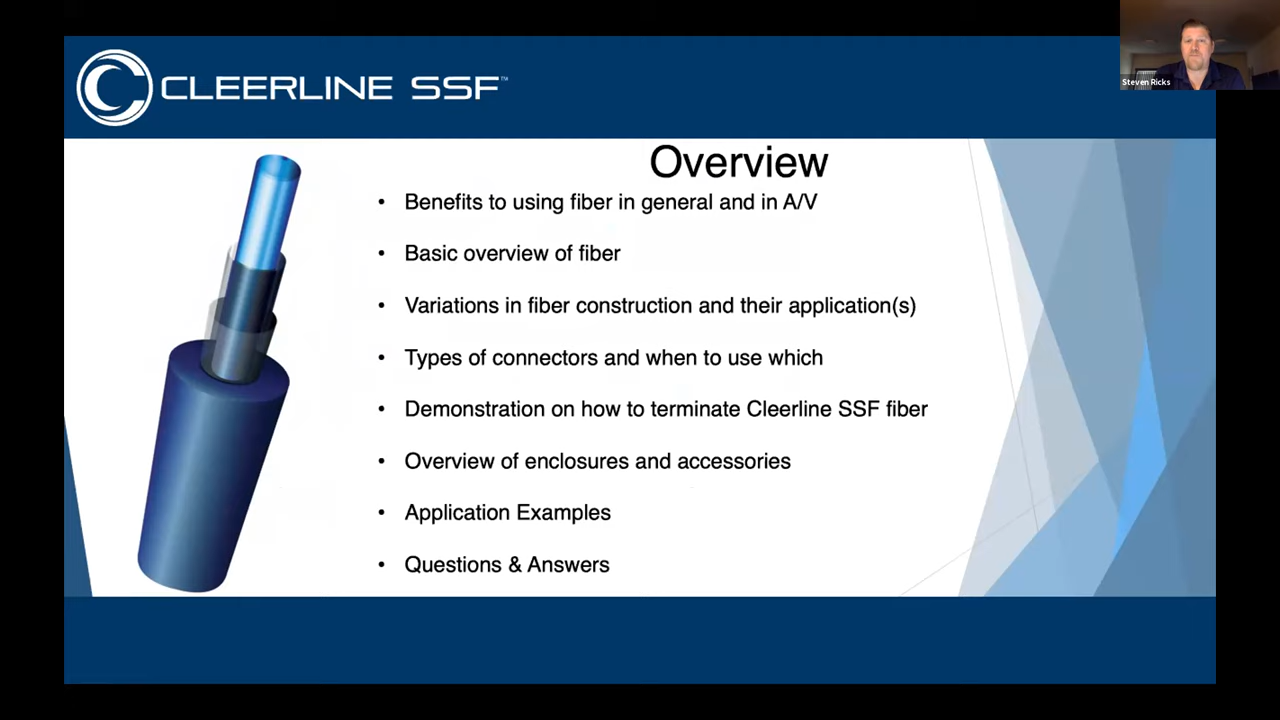 CLEERLINE SSF™
Steven Ricks
Overview
• Benefits to using fiber in general and in A/V
• Basic overview of fiber
• Variations in fiber construction and their application(s)
• Types of connectors and when to use which
• Demonstration on how to terminate Cleerline SSF fiber
• Overview of enclosures and accessories
• Application Examples
• Questions & Answers